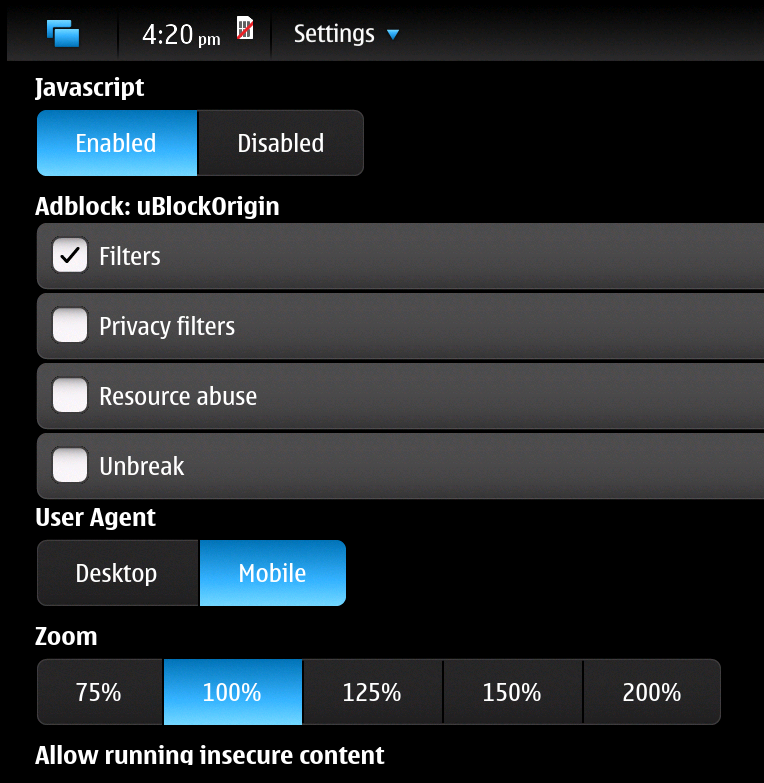 4:20 pm Settings
Javascript
Enabled Disabled
Adblock: uBlockOrigin
Filters
Privacy filters
Resource abuse
Unbreak
User Agent
Desktop Mobile
Zoom
75% 100% 125% 150% 200%
Allow running insecure content